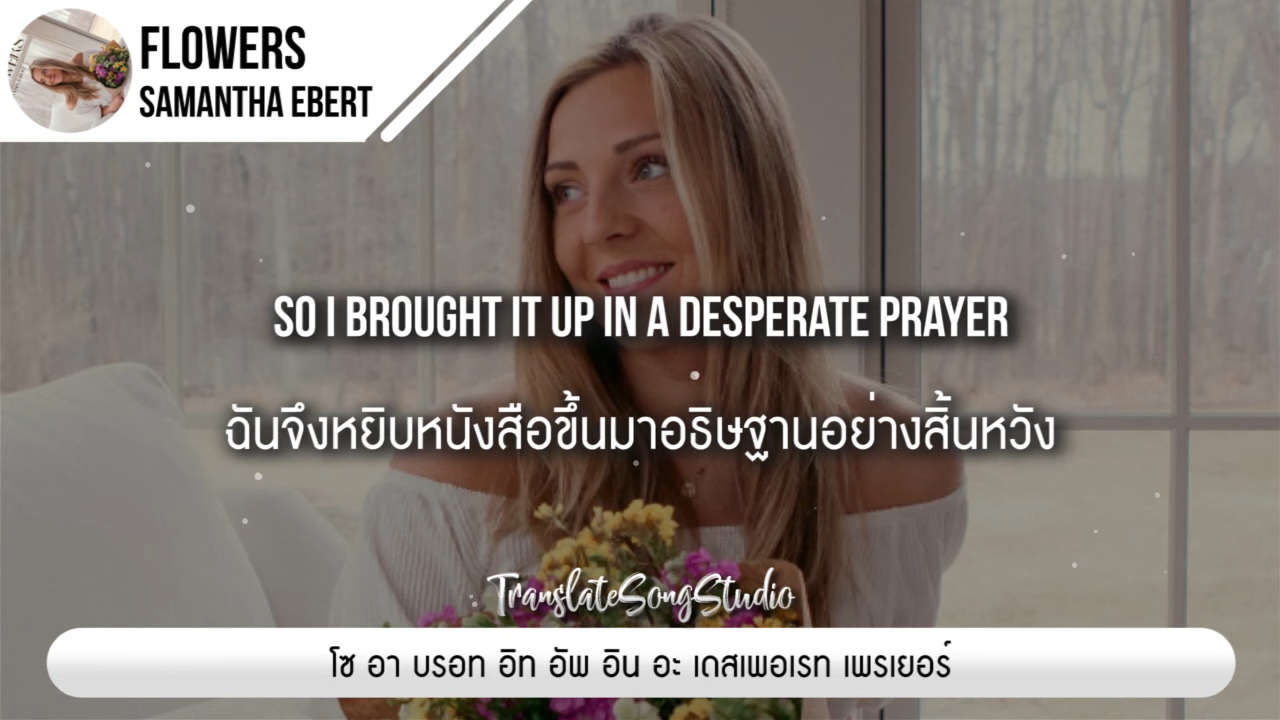 FLOWERS
SAMANTHA EBERT
SO I BROUGHT IT UP IN A DESPERATE PRAYER
ฉันจึงหยิบหนังสือขึ้นมาอธิษฐานอย่างสิ้นหวัง
TranslateSongStudio
โซ อา บรอท อิท อัพ อิน อะ เดสเพอเรท เพรเยอร์